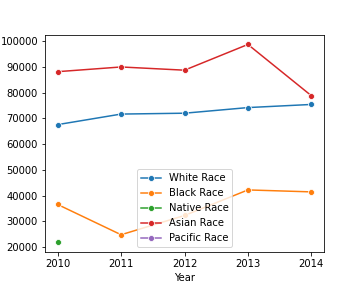 100000
90000
80000
70000
60000
50000
40000
30000
20000
White Race
Black Race
Native Race
Asian Race
Pacific Race
2010 2011 2012 2013 2014
Year